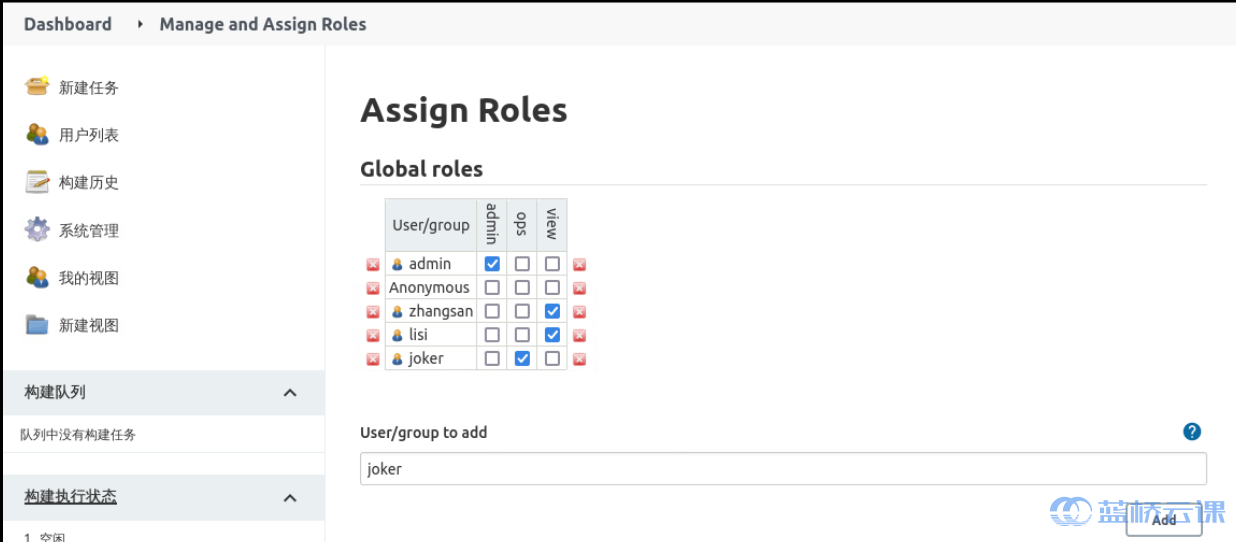 Dashboard Manage and Assign Roles
新建任务
用户列表
构建历史
系统管理
我的视图
新建视图
构建队列
队列中没有构建任务
构建执行状态
1 空闲
Assign Roles
Global roles
User/group admin ops view
admin
Anonymous
zhangsan
lisi
joker
User/group to add
?
joker
Add
蓝桥云课